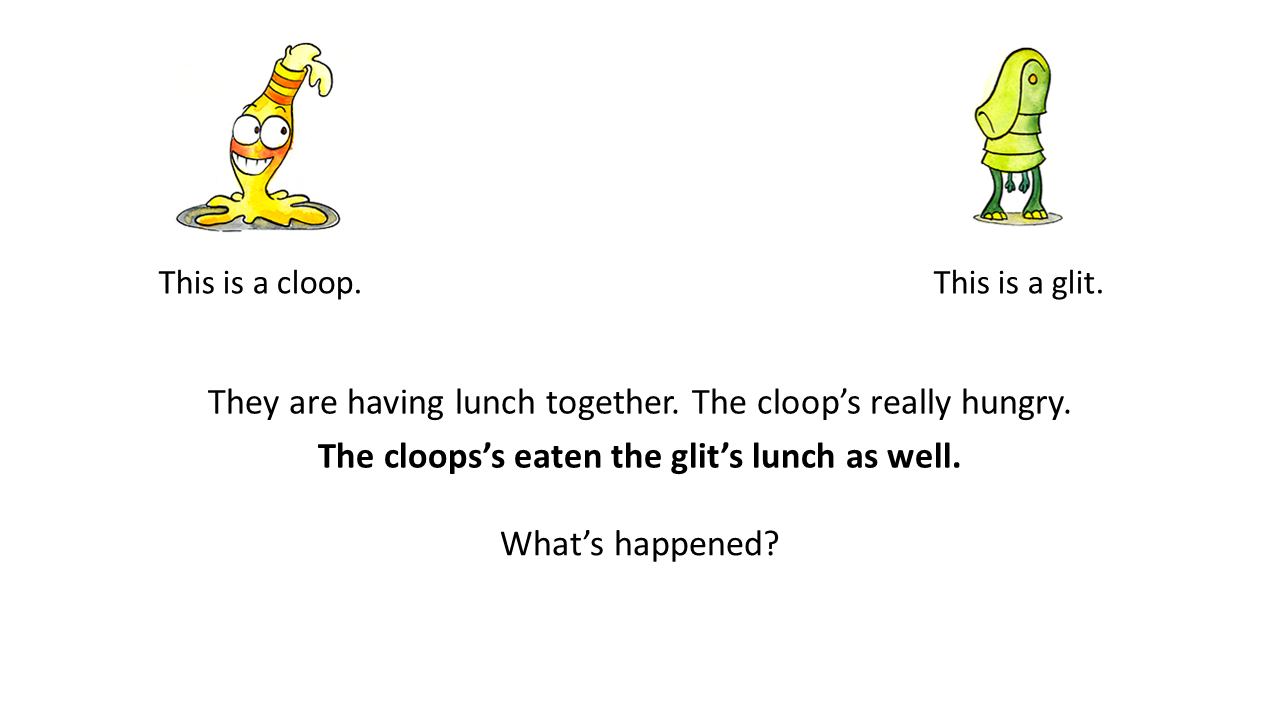 This is a cloop.
This is a glit.
They are having lunch together. The cloop’s really hungry.
The cloops’s eaten the glit’s lunch as well.
What’s happened?